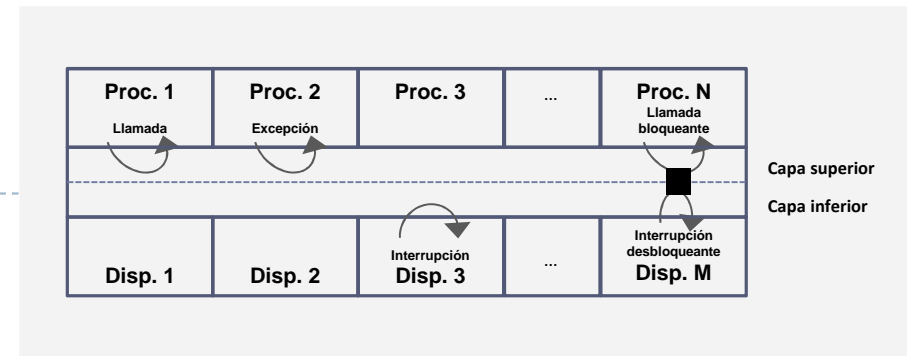 Proc. 1
Proc. 2
Proc. 3
...
Proc. N
Llamada
Excepción
Llamada
bloqueante
Capa superior
Capa inferior
Interrupción
Interrupción
desbloqueante
Disp. 1
Disp. 2
Disp. 3
...
Disp. M